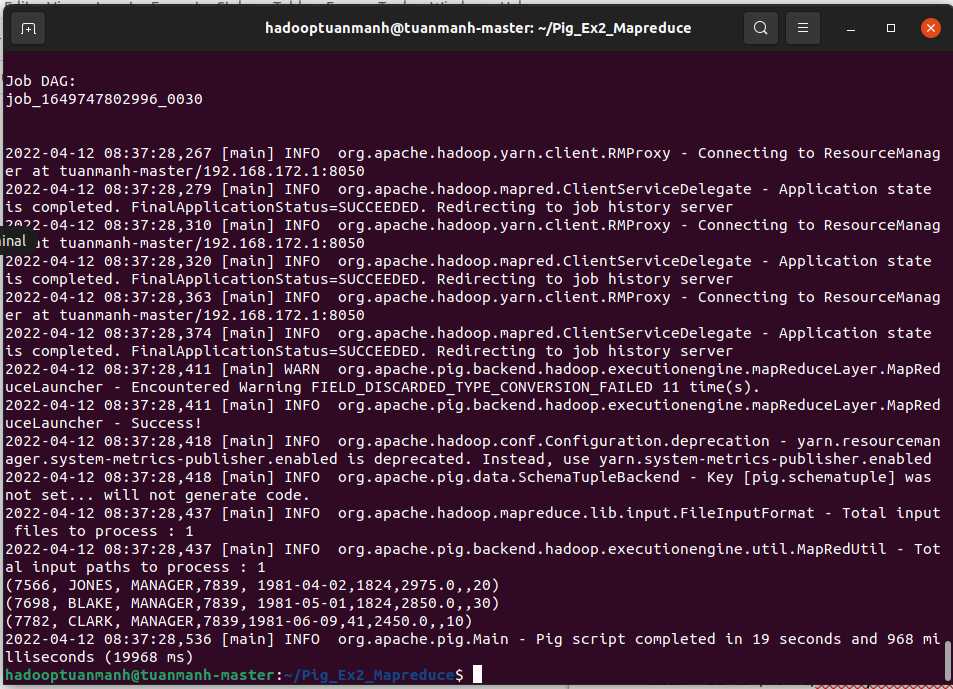 hadooptuanmanh@tuanmanh-master: ~/Pig_Ex2_Mapreduce
Job DAG:
job_1649747802996_0030
2022-04-12 08:37:28,267 [main] INFO  org.apache.hadoop.yarn.client.RMProxy - Connecting to ResourceManag
er at tuanmanh-master/192.168.172.1:8050
2022-04-12 08:37:28,279 [main] INFO  org.apache.hadoop.mapred.ClientServiceDelegate - Application state
is completed. FinalApplicationStatus=SUCCEEDED. Redirecting to job history server
2022-04-12 08:37:28,310 [main] INFO  org.apache.hadoop.yarn.client.RMProxy - Connecting to ResourceManag
inal at tuanmanh-master/192.168.172.1:8050
2022-04-12 08:37:28,320 [main] INFO  org.apache.hadoop.mapred.ClientServiceDelegate - Application state
is completed. FinalApplicationStatus=SUCCEEDED. Redirecting to job history server
2022-04-12 08:37:28,363 [main] INFO  org.apache.hadoop.yarn.client.RMProxy - Connecting to ResourceManag
er at tuanmanh-master/192.168.172.1:8050
2022-04-12 08:37:28,374 [main] INFO  org.apache.hadoop.mapred.ClientServiceDelegate - Application state
is completed. FinalApplicationStatus=SUCCEEDED. Redirecting to job history server
2022-04-12 08:37:28,411 [main] WARN  org.apache.pig.backend.hadoop.executionengine.mapReduceLayer.MapRed
uceLauncher - Encountered Warning FIELD_DISCARDED_TYPE_CONVERSION_FAILED 11 time(s).
2022-04-12 08:37:28,411 [main] INFO  org.apache.pig.backend.hadoop.executionengine.mapReduceLayer.MapRed
uceLauncher - Success!
2022-04-12 08:37:28,418 [main] INFO  org.apache.hadoop.conf.Configuration.deprecation - yarn.resourceman
ager.system-metrics-publisher.enabled is deprecated. Instead, use yarn.system-metrics-publisher.enabled
2022-04-12 08:37:28,418 [main] INFO  org.apache.pig.data.SchemaTupleBackend - Key [pig.schematuple] was
not set... will not generate code.
2022-04-12 08:37:28,437 [main] INFO  org.apache.hadoop.mapreduce.lib.input.FileInputFormat - Total input
 files to process : 1
2022-04-12 08:37:28,437 [main] INFO  org.apache.pig.backend.hadoop.executionengine.util.MapRedUtil - Tot
al input paths to process : 1
(7566, JONES, MANAGER,7839, 1981-04-02,1824,2975.0,,20)
(7698, BLAKE, MANAGER,7839, 1981-05-01,1824,2850.0,,30)
(7782, CLARK, MANAGER,7839,1981-06-09,41,2450.0,,10)
2022-04-12 08:37:28,536 [main] INFO  org.apache.pig.Main - Pig script completed in 19 seconds and 968 mi
lliseconds (19968 ms)
hadooptuanmanh@tuanmanh-master:~/Pig_Ex2_Mapreduce$